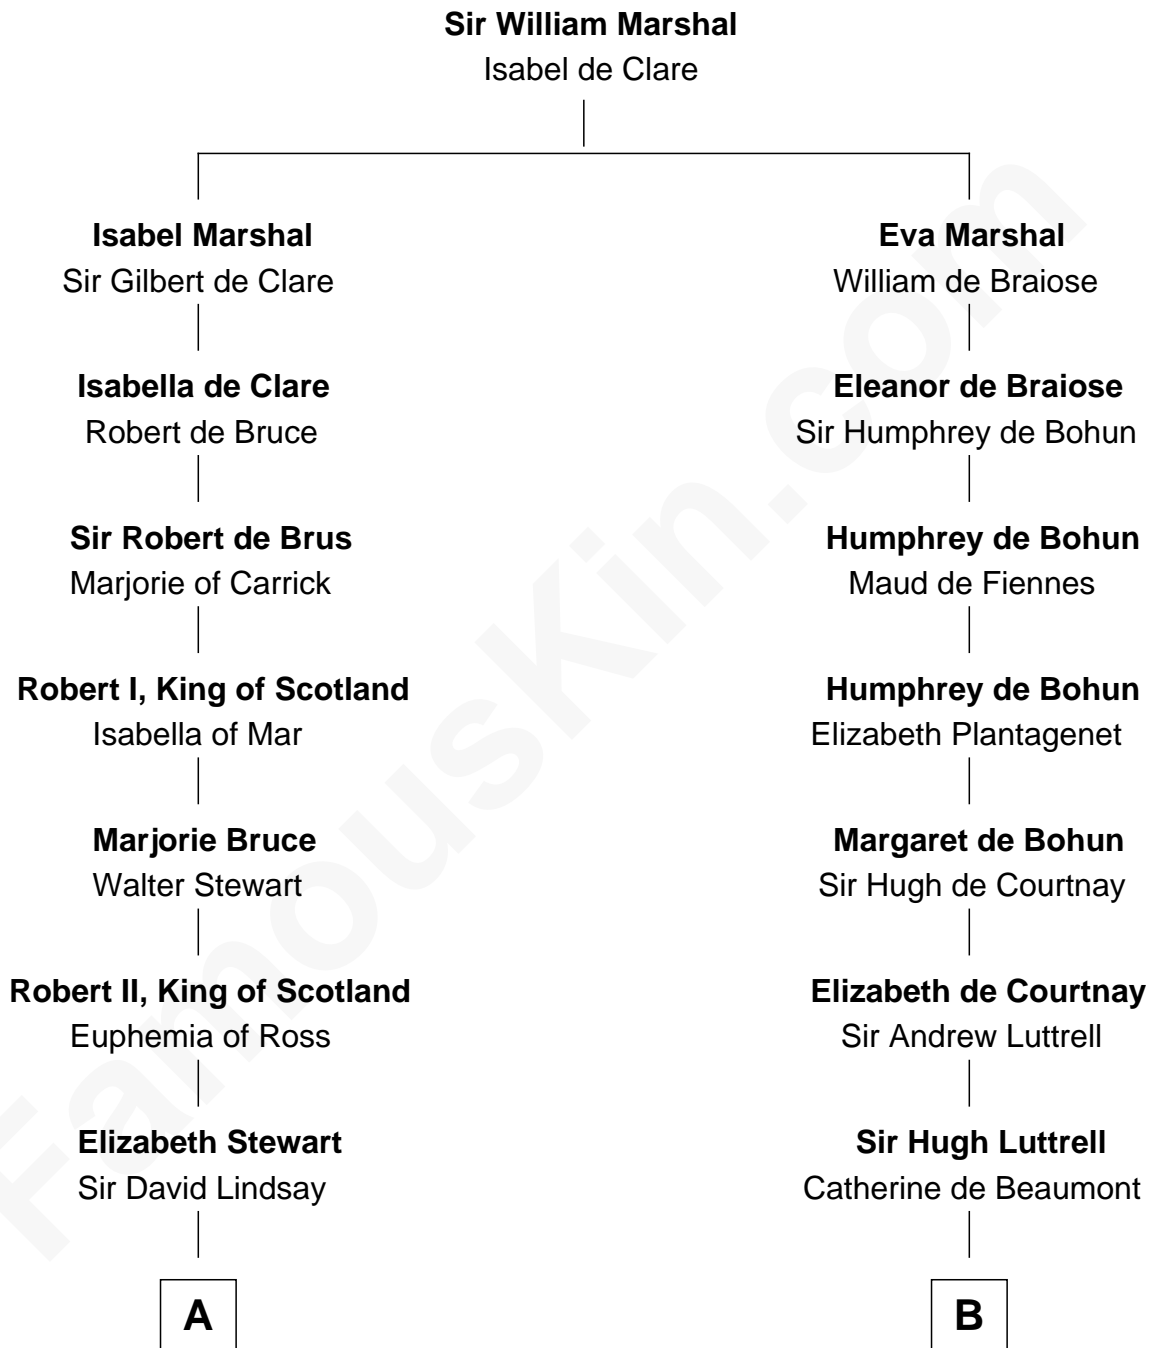 Sir William Marshal
Isabel de Clare
Isabel Marshal
Sir Gilbert de Clare
Eva Marshal
William de Braiose
Isabella de Clare
Robert de Bruce
Eleanor de Braiose
Sir Humphrey de Bohun
Sir Robert de Brus
Marjorie of Carrick
Humphrey de Bohun
Maud de Fiennes
Robert I, King of Scotland
Isabella of Mar
Humphrey de Bohun
Elizabeth Plantagenet
Marjorie Bruce
Walter Stewart
Margaret de Bohun
Sir Hugh de Courtnay
Robert II, King of Scotland
Euphemia of Ross
Elizabeth de Courtnay
Sir Andrew Luttrell
Elizabeth Stewart
Sir David Lindsay
Sir Hugh Luttrell
Catherine de Beaumont
A
B
FamousKin.com